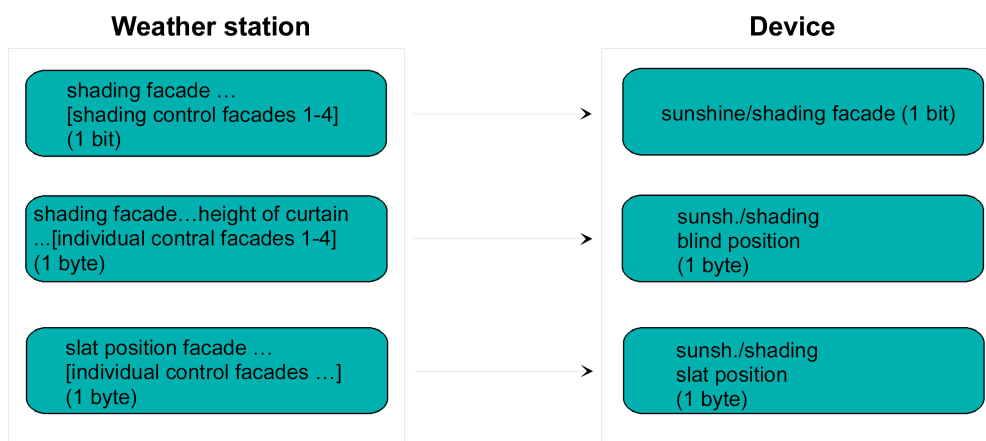 Weather station
Device
shading facade …
[shading control facades 1-4]
(1 bit)
sunshine/shading facade (1 bit)
shading facade…height of curtain
...[individual contral facades 1-4]
(1 byte)
sunsh./shading
blind position
(1 byte)
slat position facade …
[individual control facades …]
(1 byte)
sunsh./shading
slat position
(1 byte)